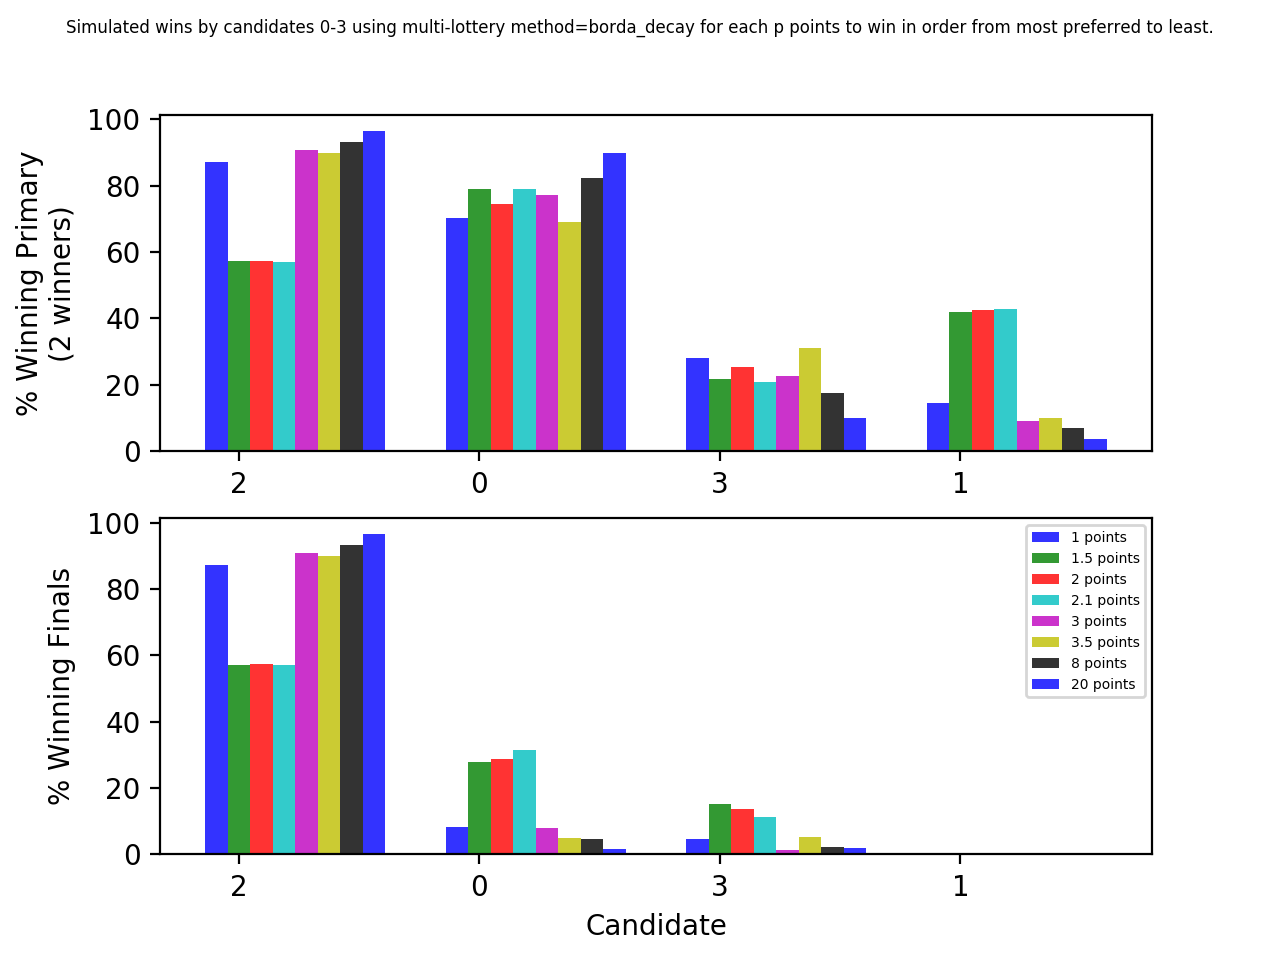 Simulated wins by candidates 0-3 using multi-lottery method=borda_decay for each p points to win in order from most preferred to least.
% Winning Primary
(2 winners)
100
80
60
40
20
0
2
0
3
1
% Winning Finals
100
80
60
40
20
0
1 points
1.5 points
2 points
2.1 points
3 points
3.5 points
8 points
20 points
2
0
3
1
Candidate